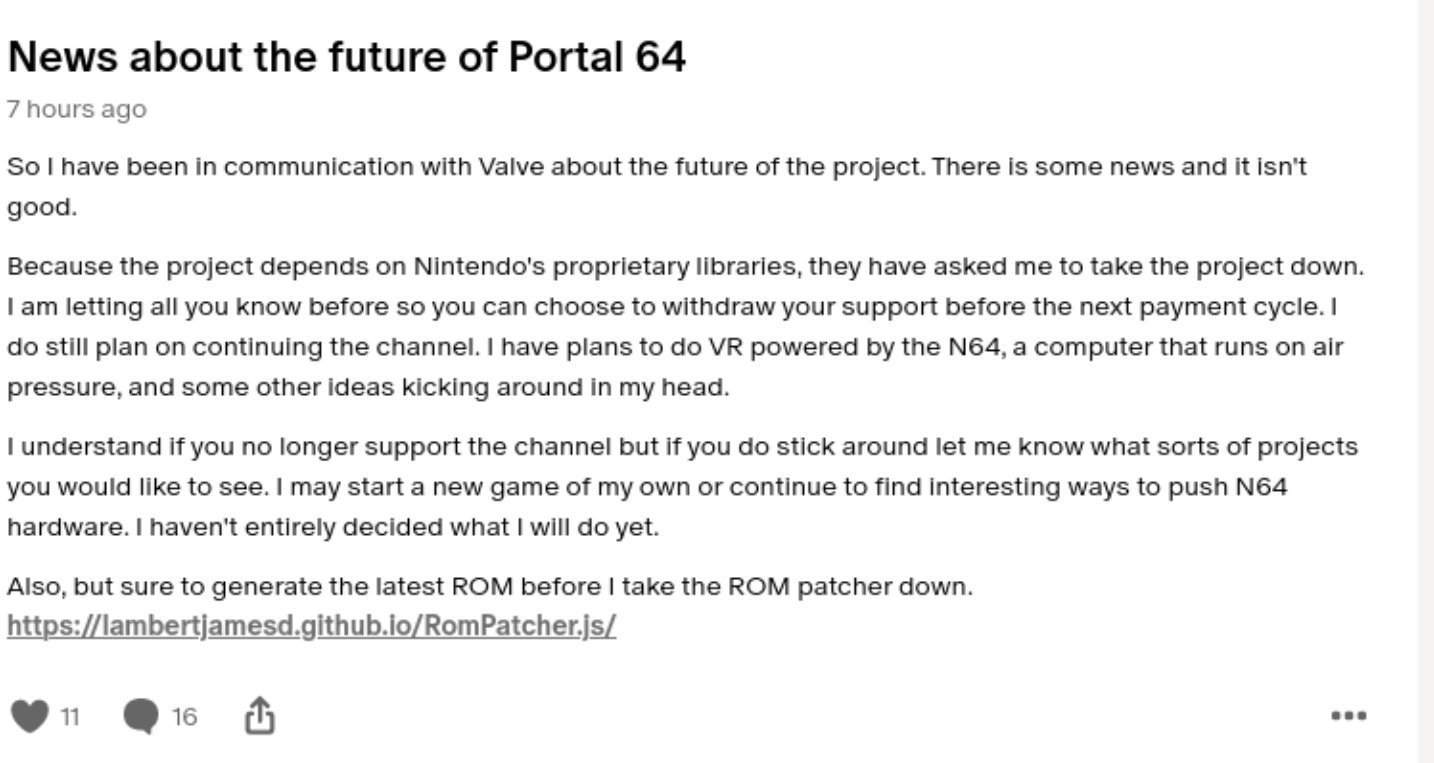 News about the future of Portal 64
7 hours ago
So I have been in communication with Valve about the future of the project. There is some news and it isn't
good.
Because the project depends on Nintendo's proprietary libraries, they have asked me to take the project down.
I am letting all you know before so you can choose to withdraw your support before the next payment cycle. I
do still plan on continuing the channel. I have plans to do VR powered by the N64, a computer that runs on air
pressure, and some other ideas kicking around in my head.
I understand if you no longer support the channel but if you do stick around let me know what sorts of projects
you would like to see. I may start a new game of my own or continue to find interesting ways to push N64
hardware. I haven't entirely decided what I will do yet.
Also, but sure to generate the latest ROM before I take the ROM patcher down.
https://lambertjamesd.github.io/RomPatcher.js/
11 16